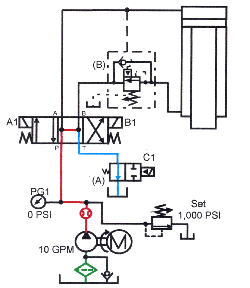 (B)
A B
A1 B1
P T
C1
(A)
PG1
0 PSI
Set
1,000 PSI
10 GPM
M